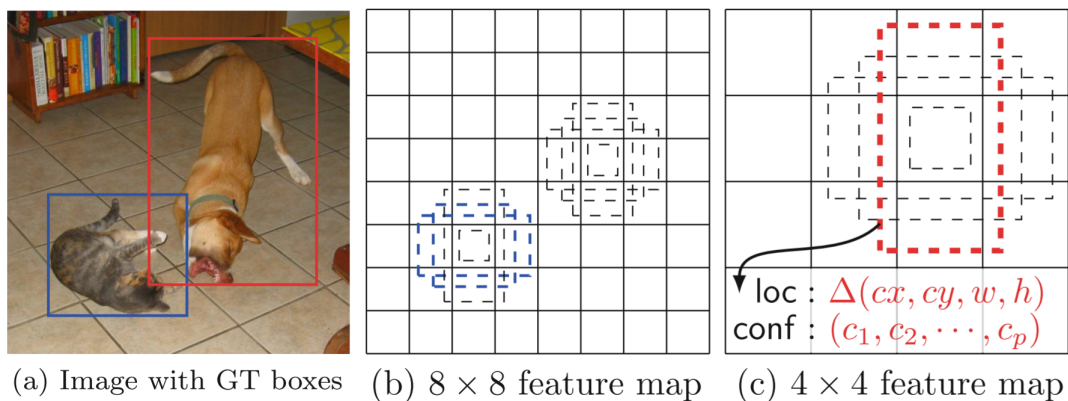 loc : Δ(cx, cy, w, h)
conf : (c₁, c₂, ⋯, cₚ)
(a) Image with GT boxes
(b) 8 × 8 feature map
(c) 4 × 4 feature map